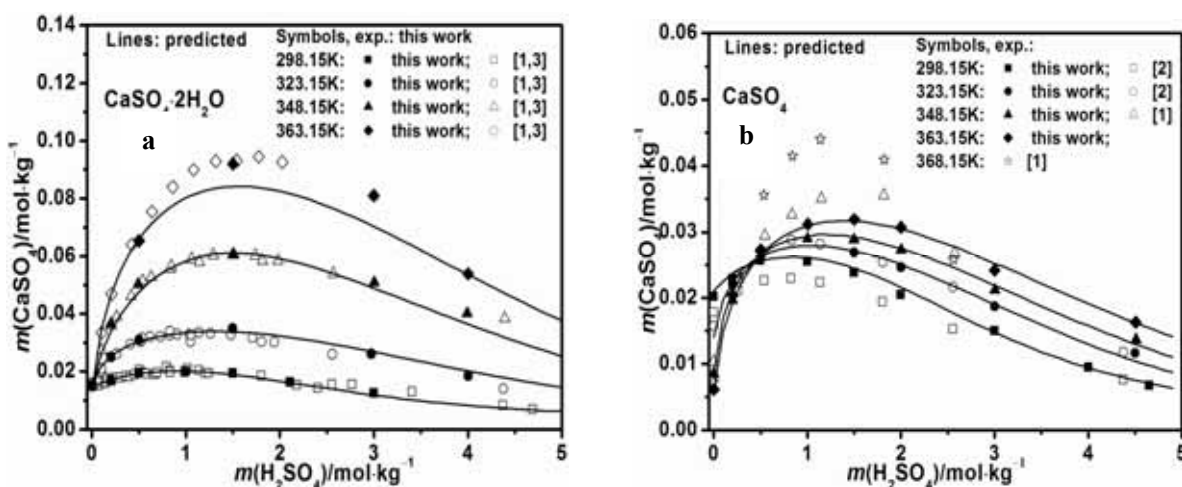 0.14
0.12
0.10
0.08
0.06
0.04
0.02
0.00
m(CaSO₄)/mol·kg⁻¹
Lines: predicted
Symbols, exp.: this work
298.15K: ■ this work; □ [1,3]
323.15K: ● this work; ○ [1,3]
348.15K: ▲ this work; △ [1,3]
363.15K: ◆ this work; ○ [1,3]
CaSO₄·2H₂O
a
0 1 2 3 4 5
m(H₂SO₄)/mol·kg⁻¹
0.06
0.05
0.04
0.03
0.02
0.01
0.00
m(CaSO₄)/mol·kg⁻¹
Lines: predicted
Symbols, exp.:
298.15K: ■ this work; □ [2]
323.15K: ● this work; ○ [2]
348.15K: ▲ this work; △ [1]
363.15K: ◆ this work;
368.15K: ☆ [1]
CaSO₄
b
0 1 2 3 4 5
m(H₂SO₄)/mol·kg⁻¹